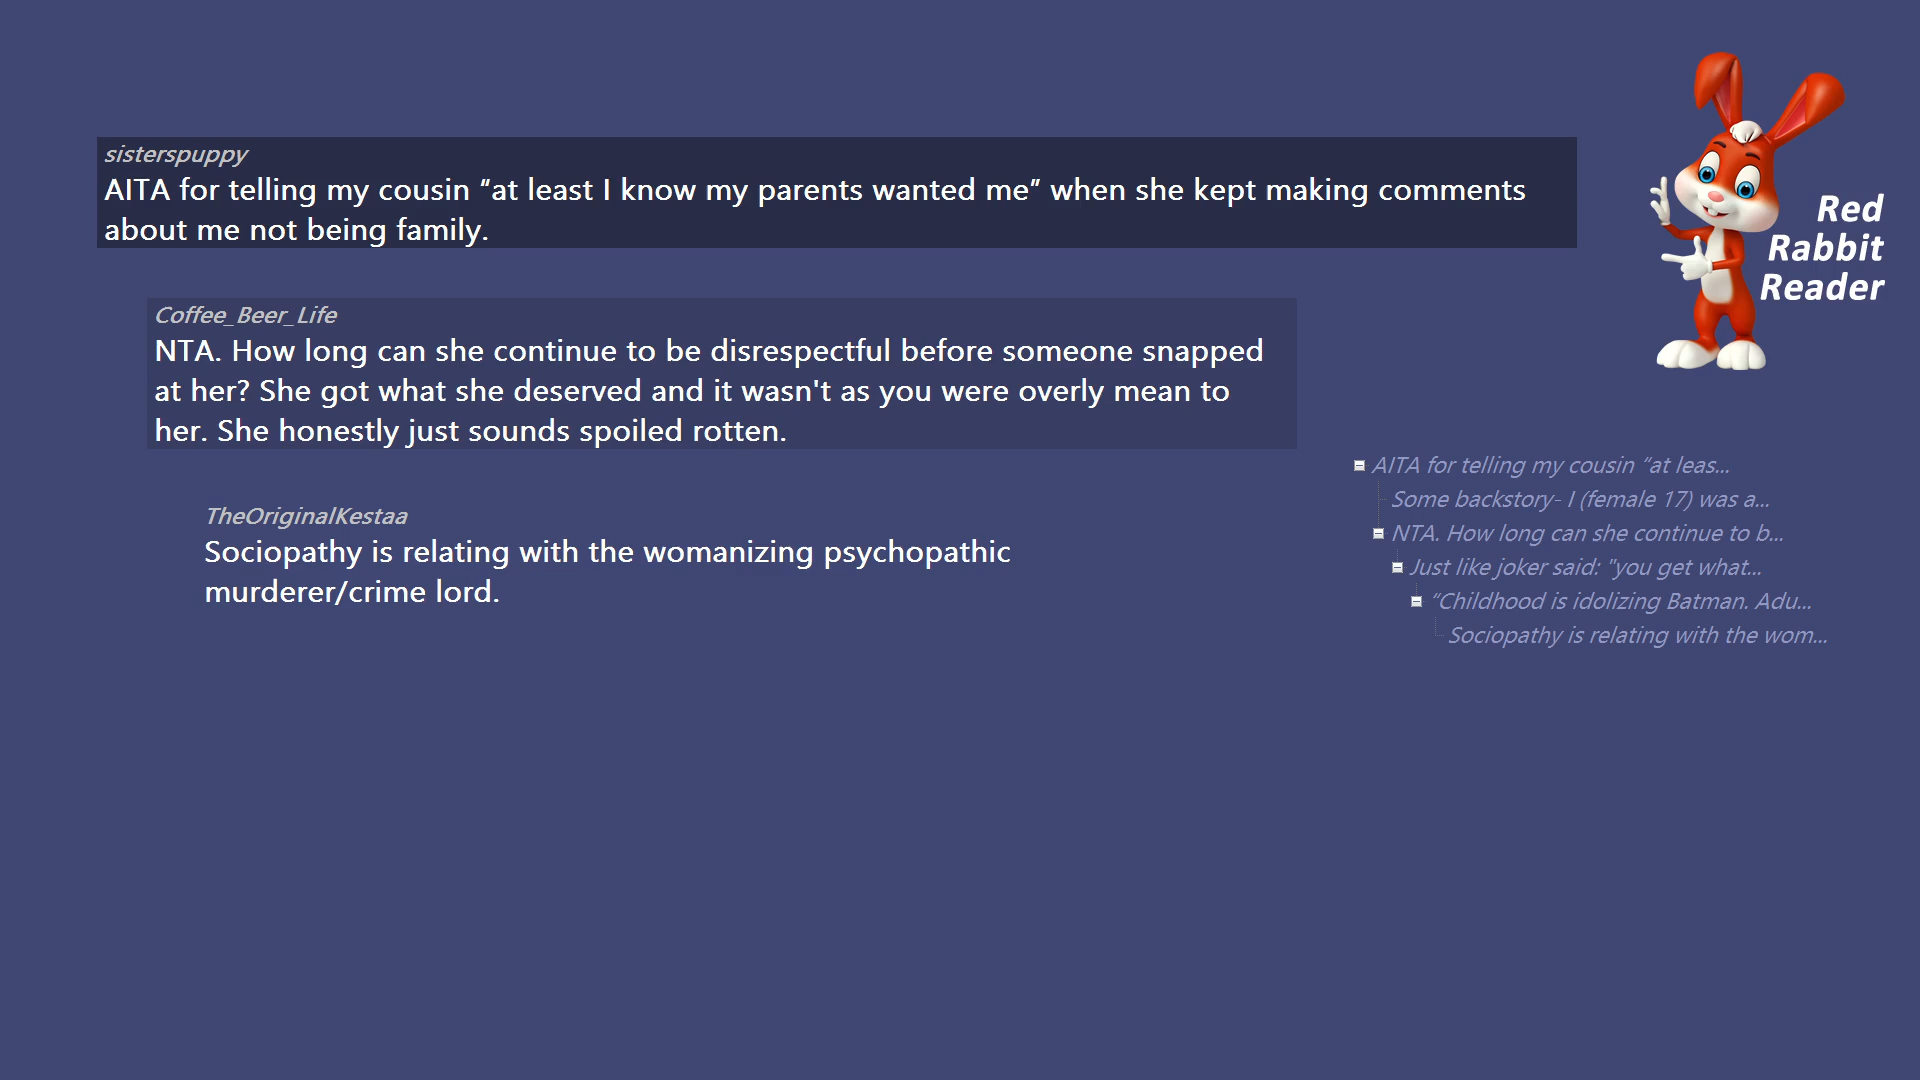 sisterspuppy
AITA for telling my cousin “at least I know my parents wanted me” when she kept making comments
about me not being family.
Coffee_Beer_Life
NTA. How long can she continue to be disrespectful before someone snapped
at her? She got what she deserved and it wasn't as you were overly mean to
her. She honestly just sounds spoiled rotten.
TheOriginalKestaa
Sociopathy is relating with the womanizing psychopathic
murderer/crime lord.
Red
Rabbit
Reader
AITA for telling my cousin “at leas...
Some backstory- I (female 17) was a...
NTA. How long can she continue to b...
Just like joker said: "you get what...
“Childhood is idolizing Batman. Adu...
Sociopathy is relating with the wom...